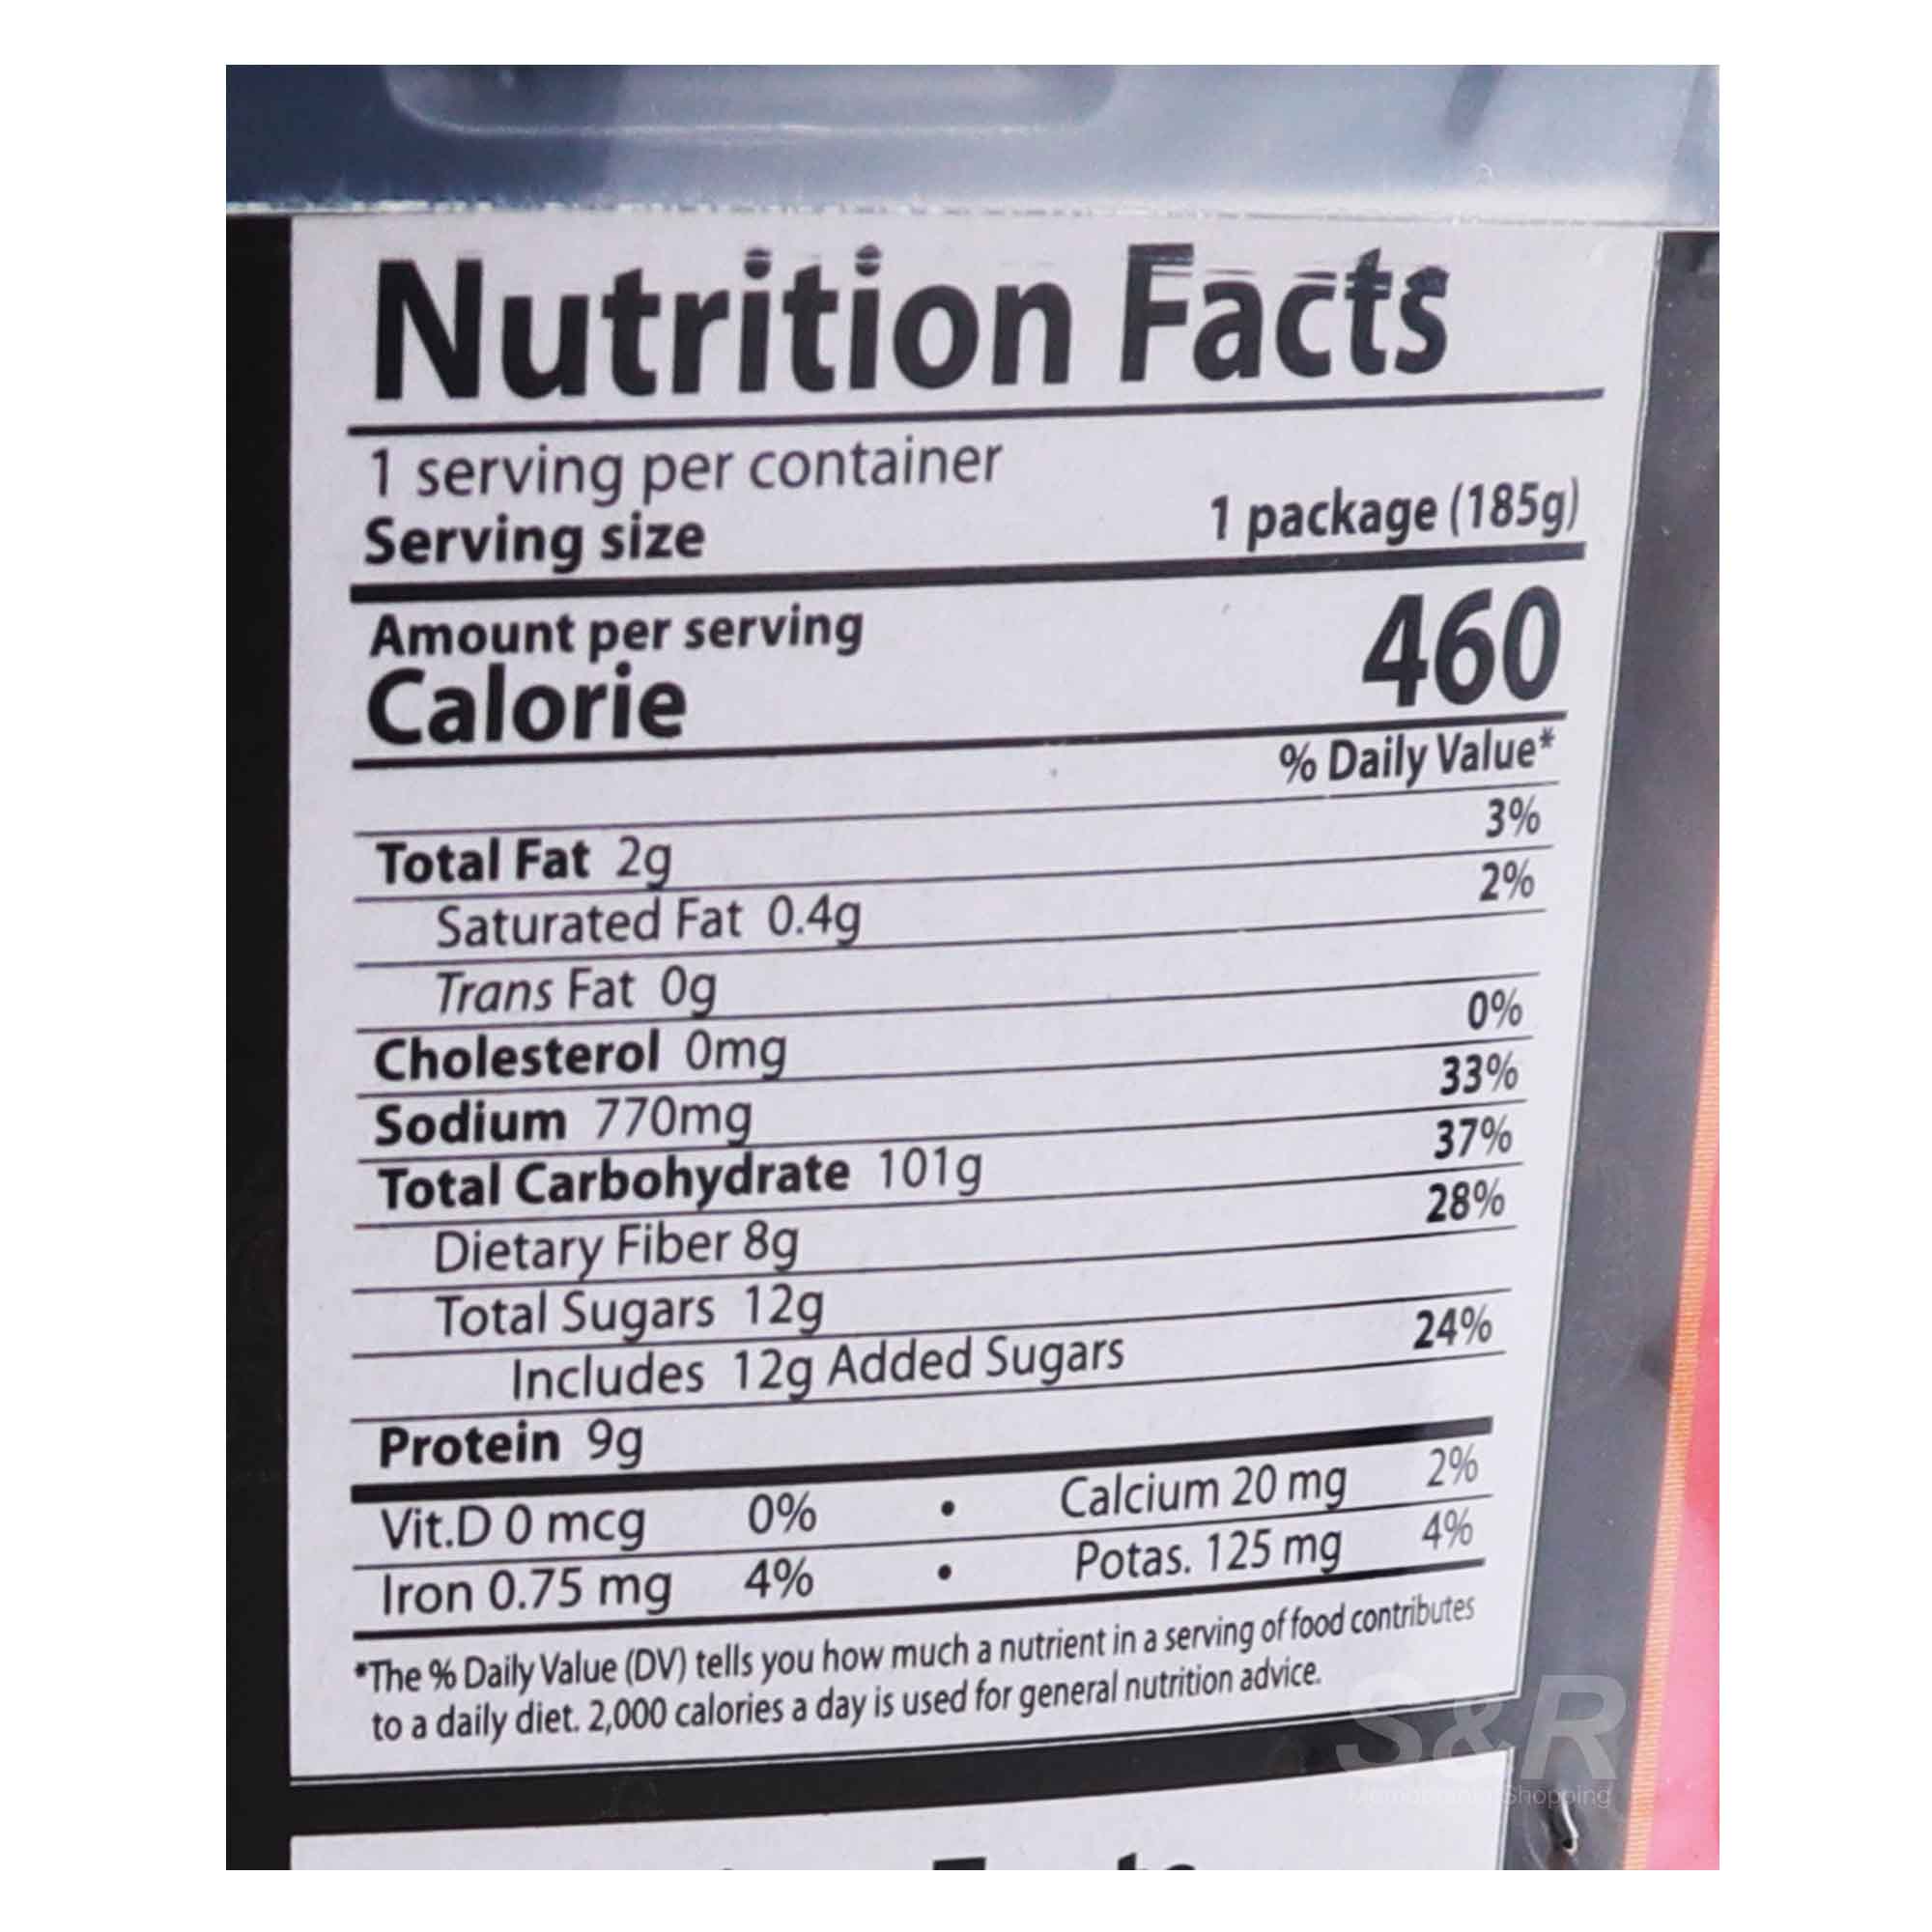 Nutrition Facts
1 serving per container
Serving size 1 package (185g)
Amount per serving
Calorie 460
% Daily Value*
Total Fat 2g 3%
Saturated Fat 0.4g 2%
Trans Fat 0g
Cholesterol 0mg 0%
Sodium 770mg 33%
Total Carbohydrate 101g 37%
Dietary Fiber 8g 28%
Total Sugars 12g
Includes 12g Added Sugars 24%
Protein 9g
Vit.D 0 mcg 0% • Calcium 20 mg 2%
Iron 0.75 mg 4% • Potas. 125 mg 4%
*The % Daily Value (DV) tells you how much a nutrient in a serving of food contributes
to a daily diet. 2,000 calories a day is used for general nutrition advice.
S&R
Shopping